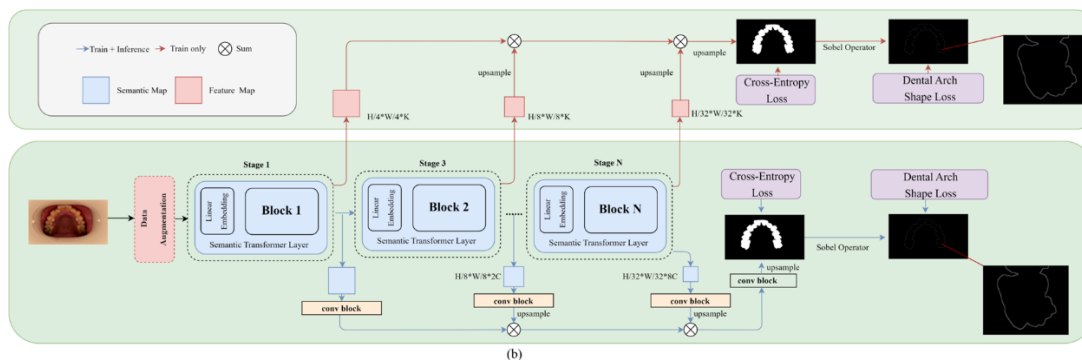 Train + Inference
Train only
Sum
Semantic Map
Feature Map
H/4*W/4*K
upsample
H/8*W/8*K
upsample
H/32*W/32*K
upsample
Cross-Entropy
Loss
Sobel Operator
Dental Arch
Shape Loss
Data
Augmentation
Stage 1
Linear
Embedding
Block 1
Semantic Transformer Layer
Stage 3
Linear
Embedding
Block 2
Semantic Transformer Layer
......
Stage N
Linear
Embedding
Block N
Semantic Transformer Layer
conv block
H/8*W/8*2C
conv block
upsample
H/32*W/32*8C
conv block
upsample
Cross-Entropy
Loss
upsample
conv block
Sobel Operator
Dental Arch
Shape Loss
(b)